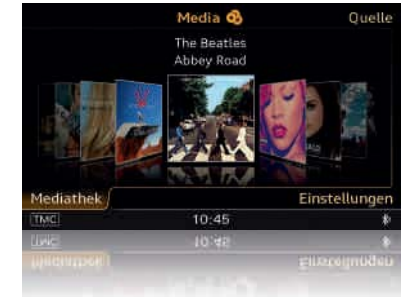 Media Quelle
The Beatles
Abbey Road
Mediathek Einstellungen
TMC 10:45